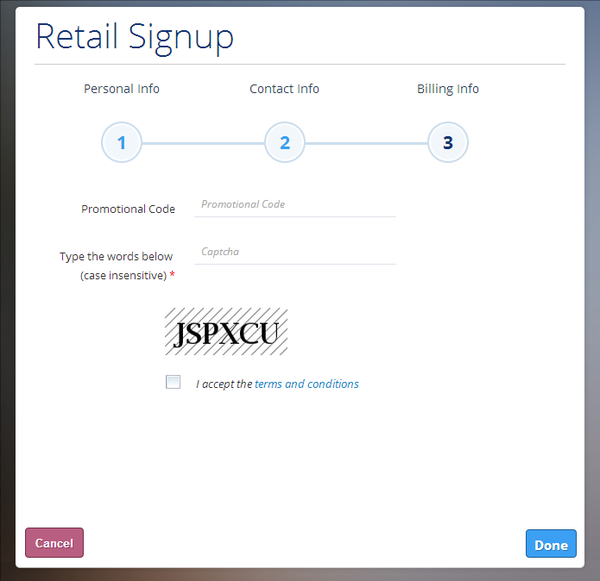 Retail Signup
Personal Info
Contact Info
Billing Info
1
2
3
Promotional Code
Promotional Code
Type the words below
(case insensitive) *
Captcha
JSPXCU
I accept the terms and conditions
Cancel
Done